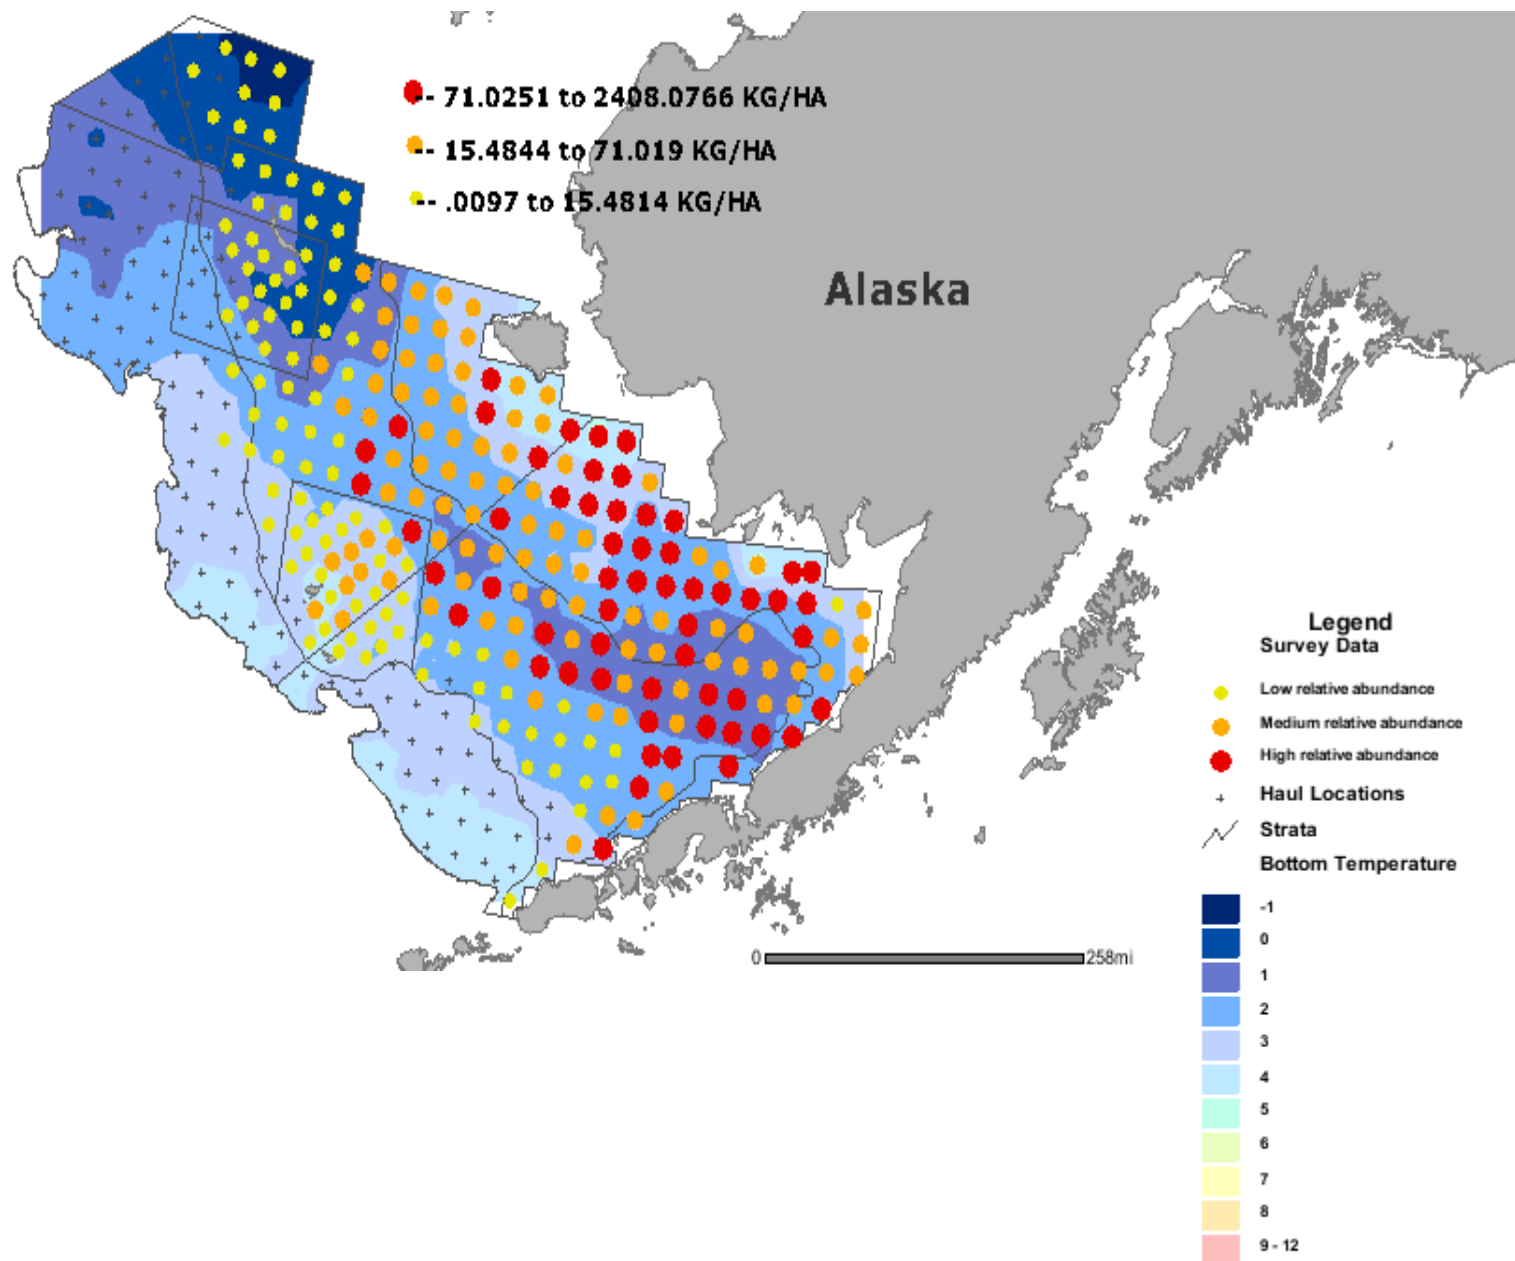 -- 71.0251 to 2408.0766 KG/HA
-- 15.4844 to 71.019 KG/HA
-- .0097 to 15.4814 KG/HA
Alaska
Legend
Survey Data
Low relative abundance
Medium relative abundance
High relative abundance
Haul Locations
Strata
Bottom Temperature
0 258mi
-1
0
1
2
3
4
5
6
7
8
9 - 12